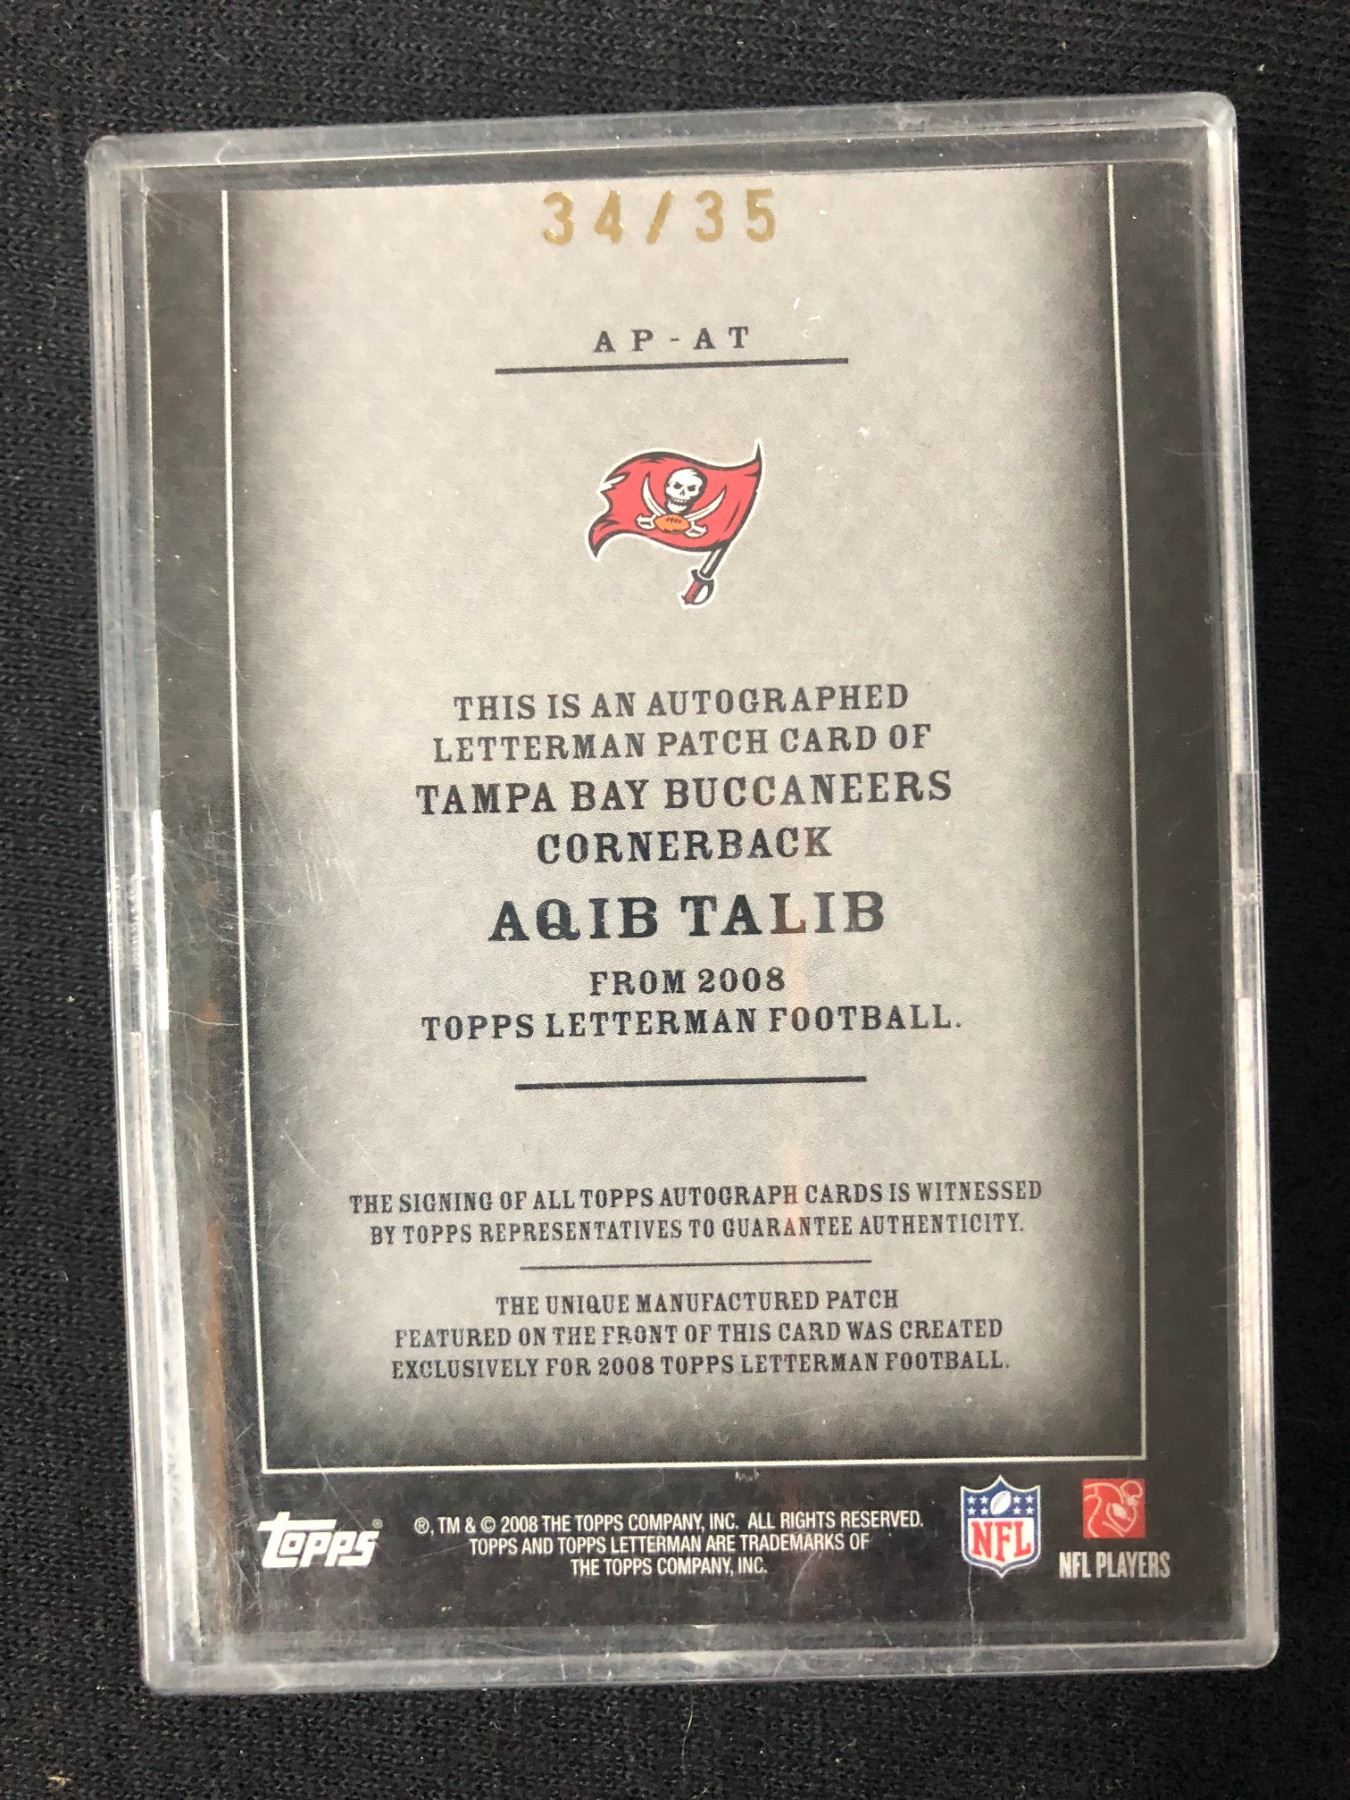 34/35
AP-AT
THIS IS AN AUTOGRAPHED
LETTERMAN PATCH CARD OF
TAMPA BAY BUCCANEERS
CORNERBACK
AQIB TALIB
FROM 2008
TOPPS LETTERMAN FOOTBALL.
THE SIGNING OF ALL TOPPS AUTOGRAPH CARDS IS WITNESSED
BY TOPPS REPRESENTATIVES TO GUARANTEE AUTHENTICITY.
THE UNIQUE MANUFACTURED PATCH
FEATURED ON THE FRONT OF THIS CARD WAS CREATED
EXCLUSIVELY FOR 2008 TOPPS LETTERMAN FOOTBALL.
topps®
®, TM & © 2008 THE TOPPS COMPANY, INC. ALL RIGHTS RESERVED.
TOPPS AND TOPPS LETTERMAN ARE TRADEMARKS OF
THE TOPPS COMPANY, INC.
NFL
NFL PLAYERS